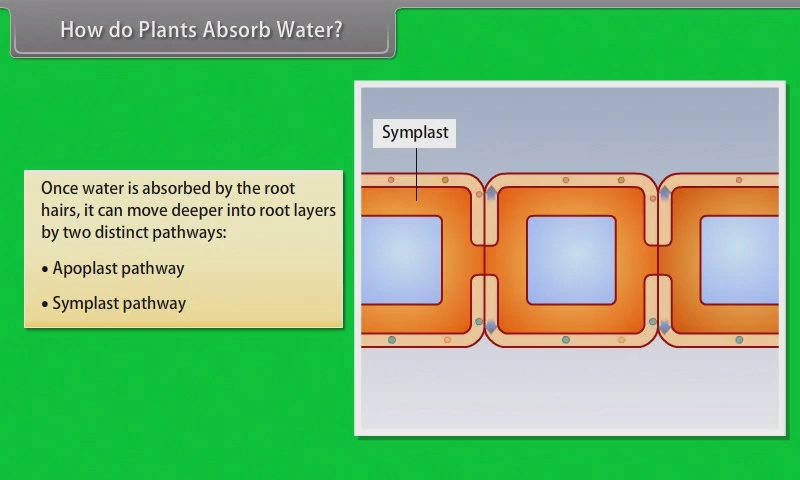 How do Plants Absorb Water?
Symplast
Once water is absorbed by the root
hairs, it can move deeper into root layers
by two distinct pathways:
• Apoplast pathway
• Symplast pathway